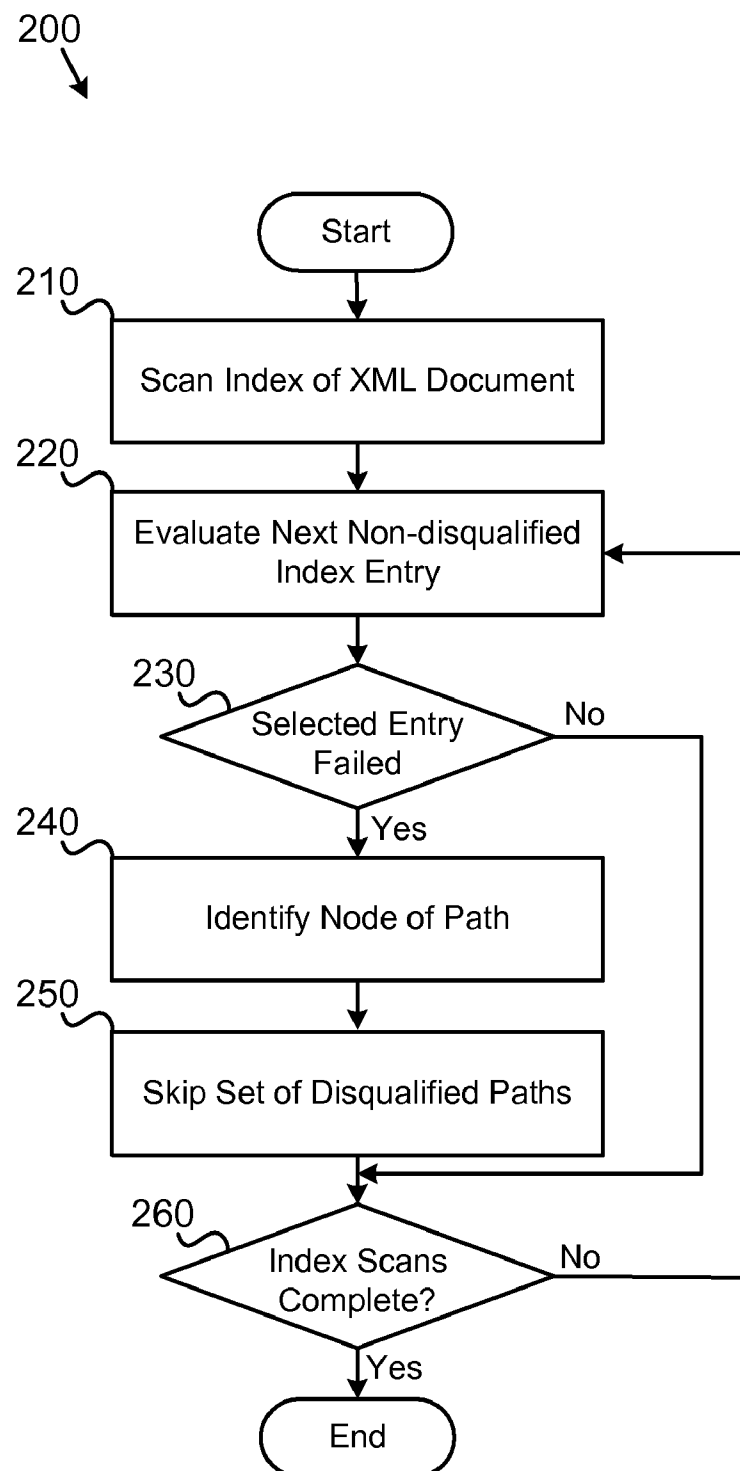 200
Start
210
Scan Index of XML Document
220
Evaluate Next Non-disqualified
Index Entry
230
Selected Entry
Failed
No
Yes
240
Identify Node of Path
250
Skip Set of Disqualified Paths
260
Index Scans
Complete?
No
Yes
End